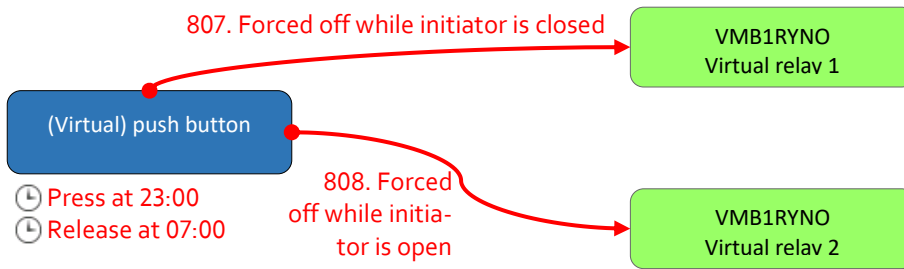 807. Forced off while initiator is closed
VMB1RYNO
Virtual relay 1
(Virtual) push button
Press at 23:00
Release at 07:00
808. Forced
off while initia-
tor is open
VMB1RYNO
Virtual relay 2